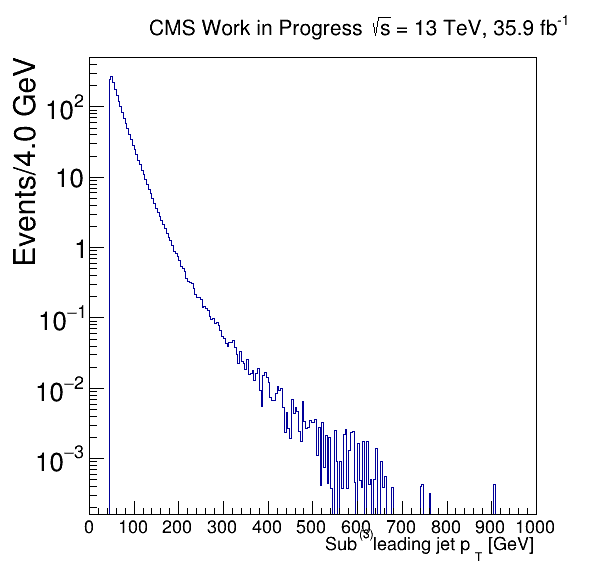 CMS Work in Progress √s = 13 TeV, 35.9 fb⁻¹
Events/4.0 GeV
10²
10
1
10⁻¹
10⁻²
10⁻³
0 100 200 300 400 500 600 700 800 900 1000
Sub⁽³⁾leading jet p_T [GeV]